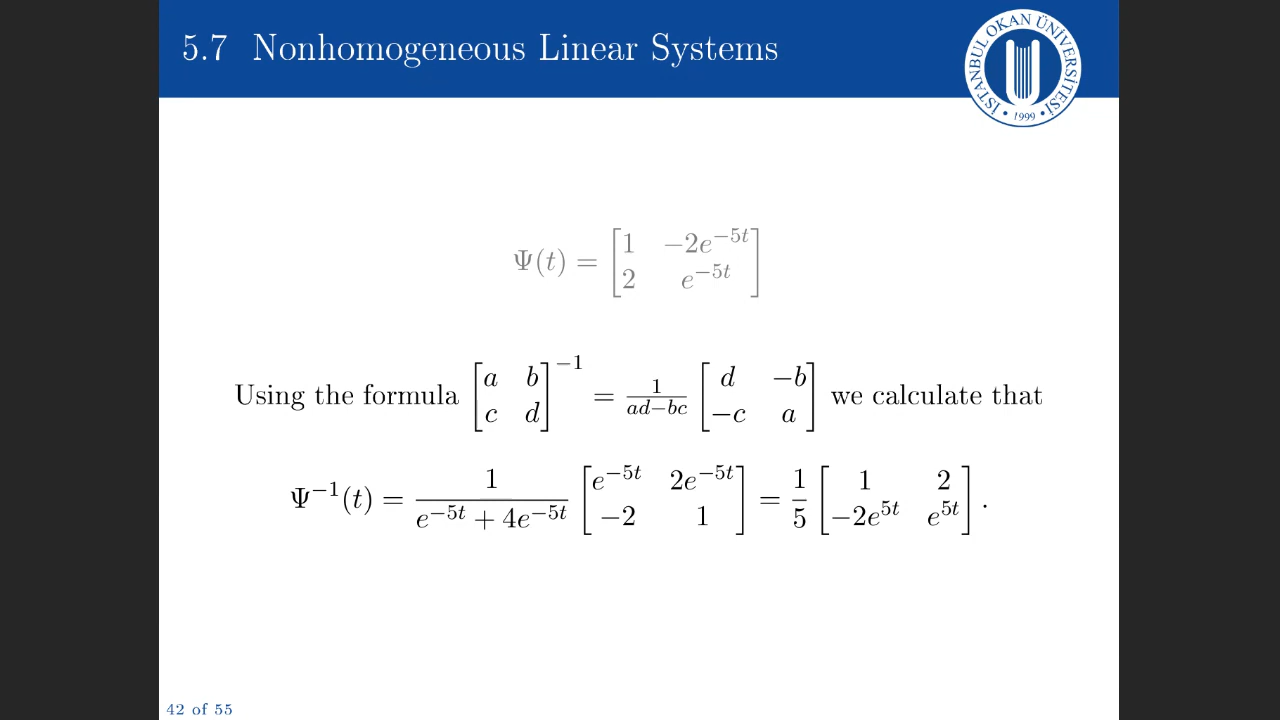 5.7 Nonhomogeneous Linear Systems
İSTANBUL OKAN ÜNİVERSİTESİ
• 1999 •
Ψ(t) = [1 −2e^{−5t}; 2 e^{−5t}]
Using the formula [a b; c d]^{−1} = 1/(ad−bc) [d −b; −c a] we calculate that
Ψ^{−1}(t) = 1/(e^{−5t} + 4e^{−5t}) [e^{−5t} 2e^{−5t}; −2 1] = 1/5 [1 2; −2e^{5t} e^{5t}].
42 of 55